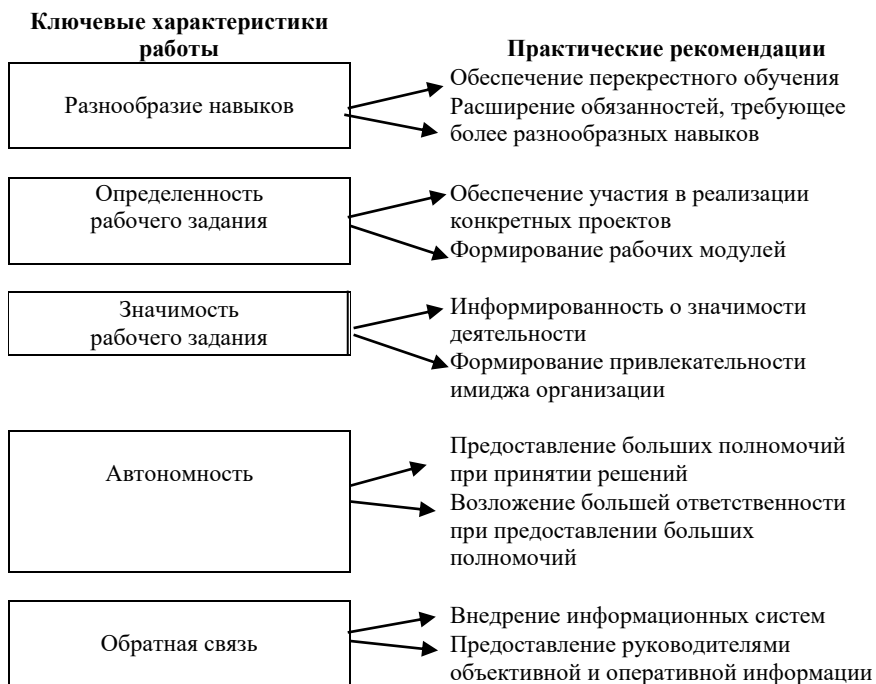 Ключевые характеристики
работы
Практические рекомендации
Разнообразие навыков
Обеспечение перекрестного обучения
Расширение обязанностей, требующее
более разнообразных навыков
Определенность
рабочего задания
Обеспечение участия в реализации
конкретных проектов
Формирование рабочих модулей
Значимость
рабочего задания
Информированность о значимости
деятельности
Формирование привлекательности
имиджа организации
Автономность
Предоставление больших полномочий
при принятии решений
Возложение большей ответственности
при предоставлении больших
полномочий
Обратная связь
Внедрение информационных систем
Предоставление руководителями
объективной и оперативной информации